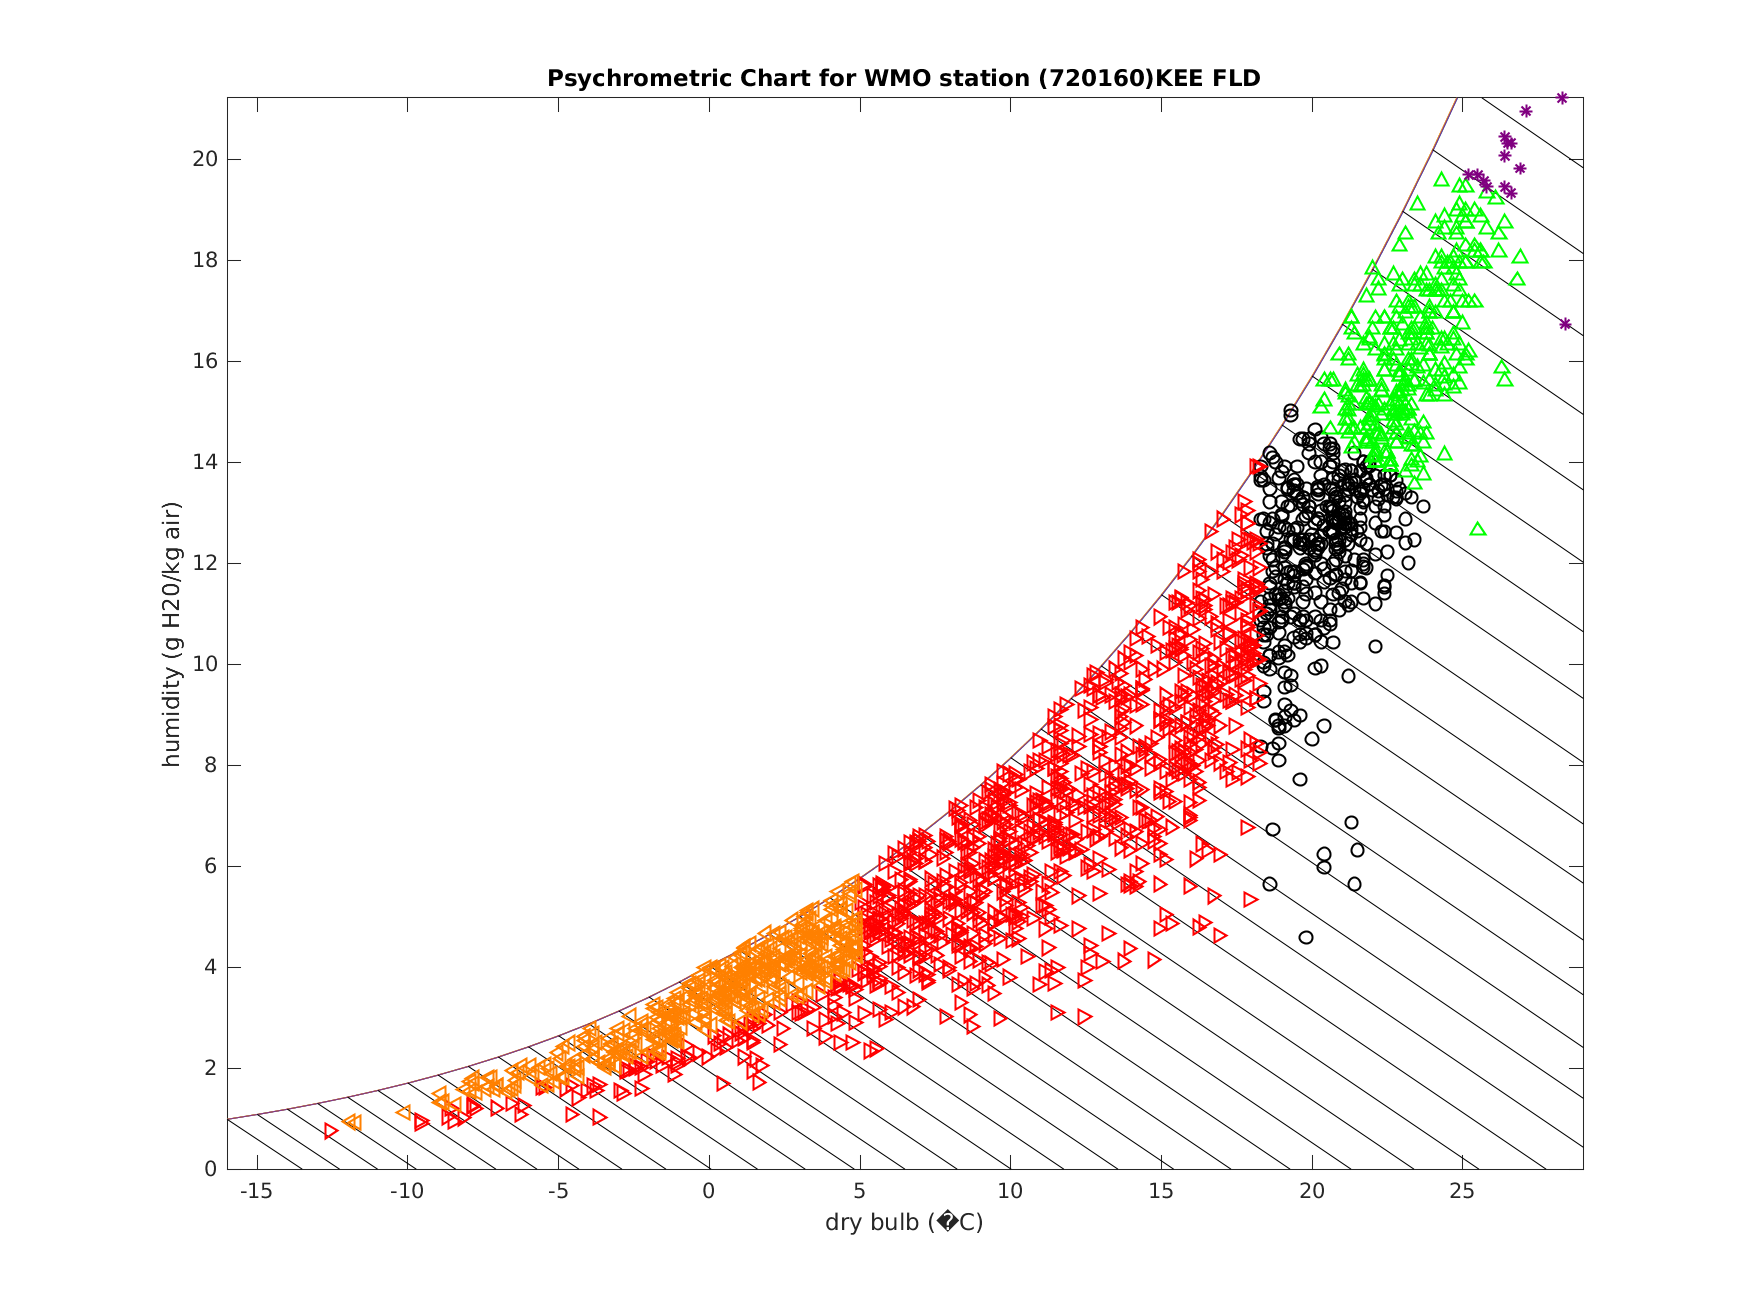 Psychrometric Chart for WMO station (720160)KEE FLD
humidity (g H20/kg air)
20
18
16
14
12
10
8
6
4
2
0
-15 -10 -5 0 5 10 15 20 25
dry bulb (�C)